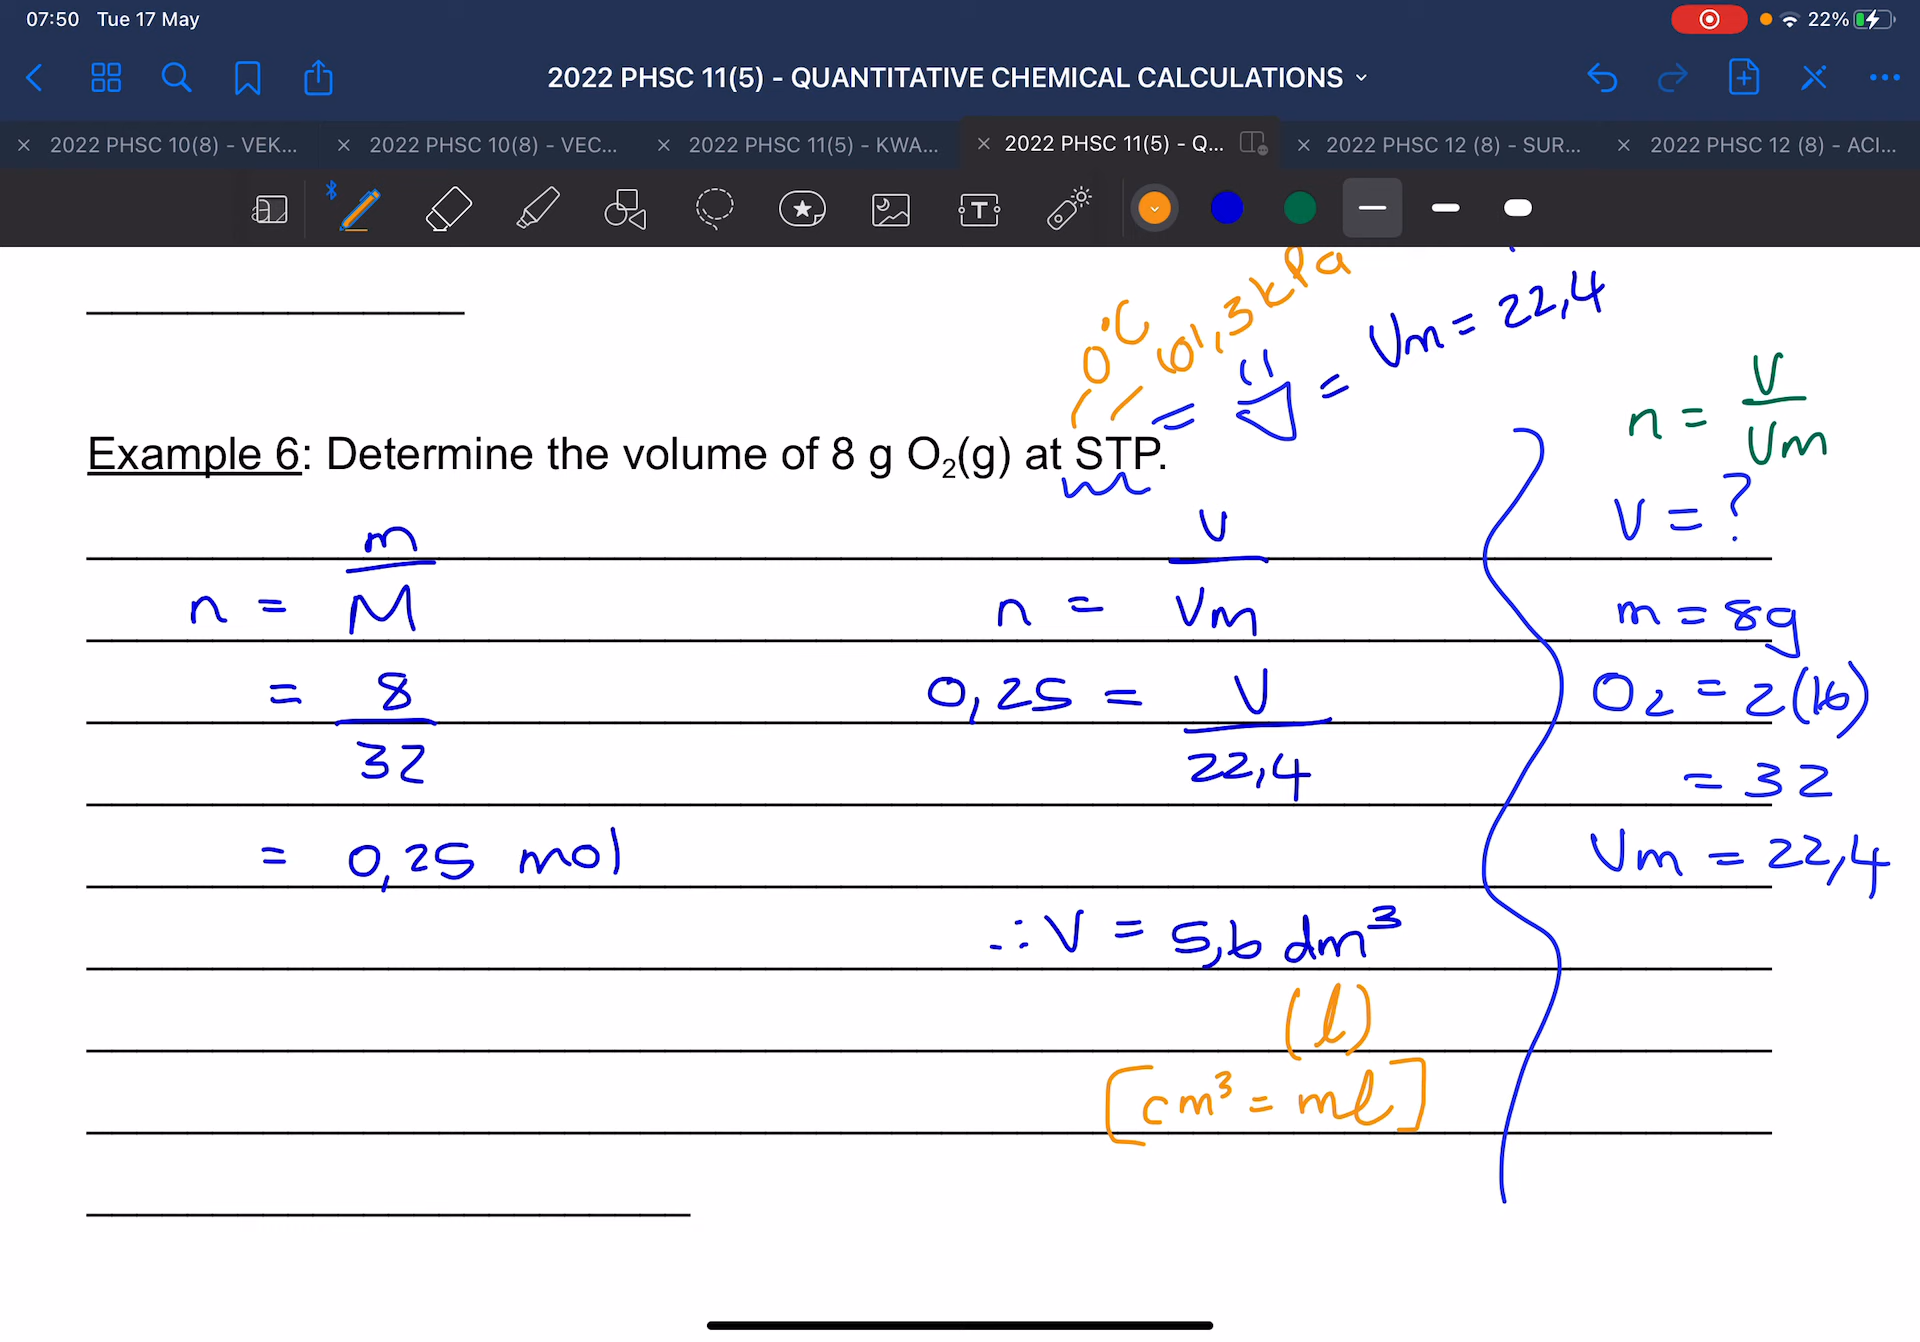 07:50 Tue 17 May 22%
2022 PHSC 11(5) - QUANTITATIVE CHEMICAL CALCULATIONS
2022 PHSC 10(8) - VEK...
2022 PHSC 10(8) - VEC...
2022 PHSC 11(5) - KWA...
2022 PHSC 11(5) - Q...
2022 PHSC 12 (8) - SUR...
2022 PHSC 12 (8) - ACI...
T
0°C 101,3 kPa
= = Vm = 22,4
Example 6: Determine the volume of 8 g O₂(g) at STP.
n = m/M
= 8/32
= 0,25 mol
n = V/Vm
0,25 = V/22,4
∴ V = 5,6 dm³
(l)
[cm³ = ml]
n = V/Vm
V = ?
m = 8g
O₂ = 2(16)
= 32
Vm = 22,4